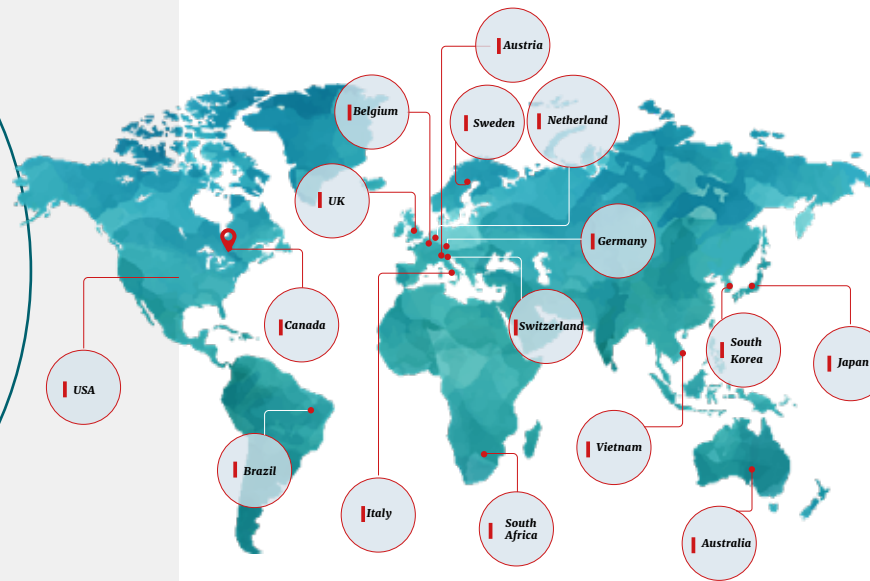 Austria
Belgium
Sweden
Netherland
UK
Germany
Canada
Switzerland
South
Korea
Japan
USA
Vietnam
Brazil
Italy
South
Africa
Australia